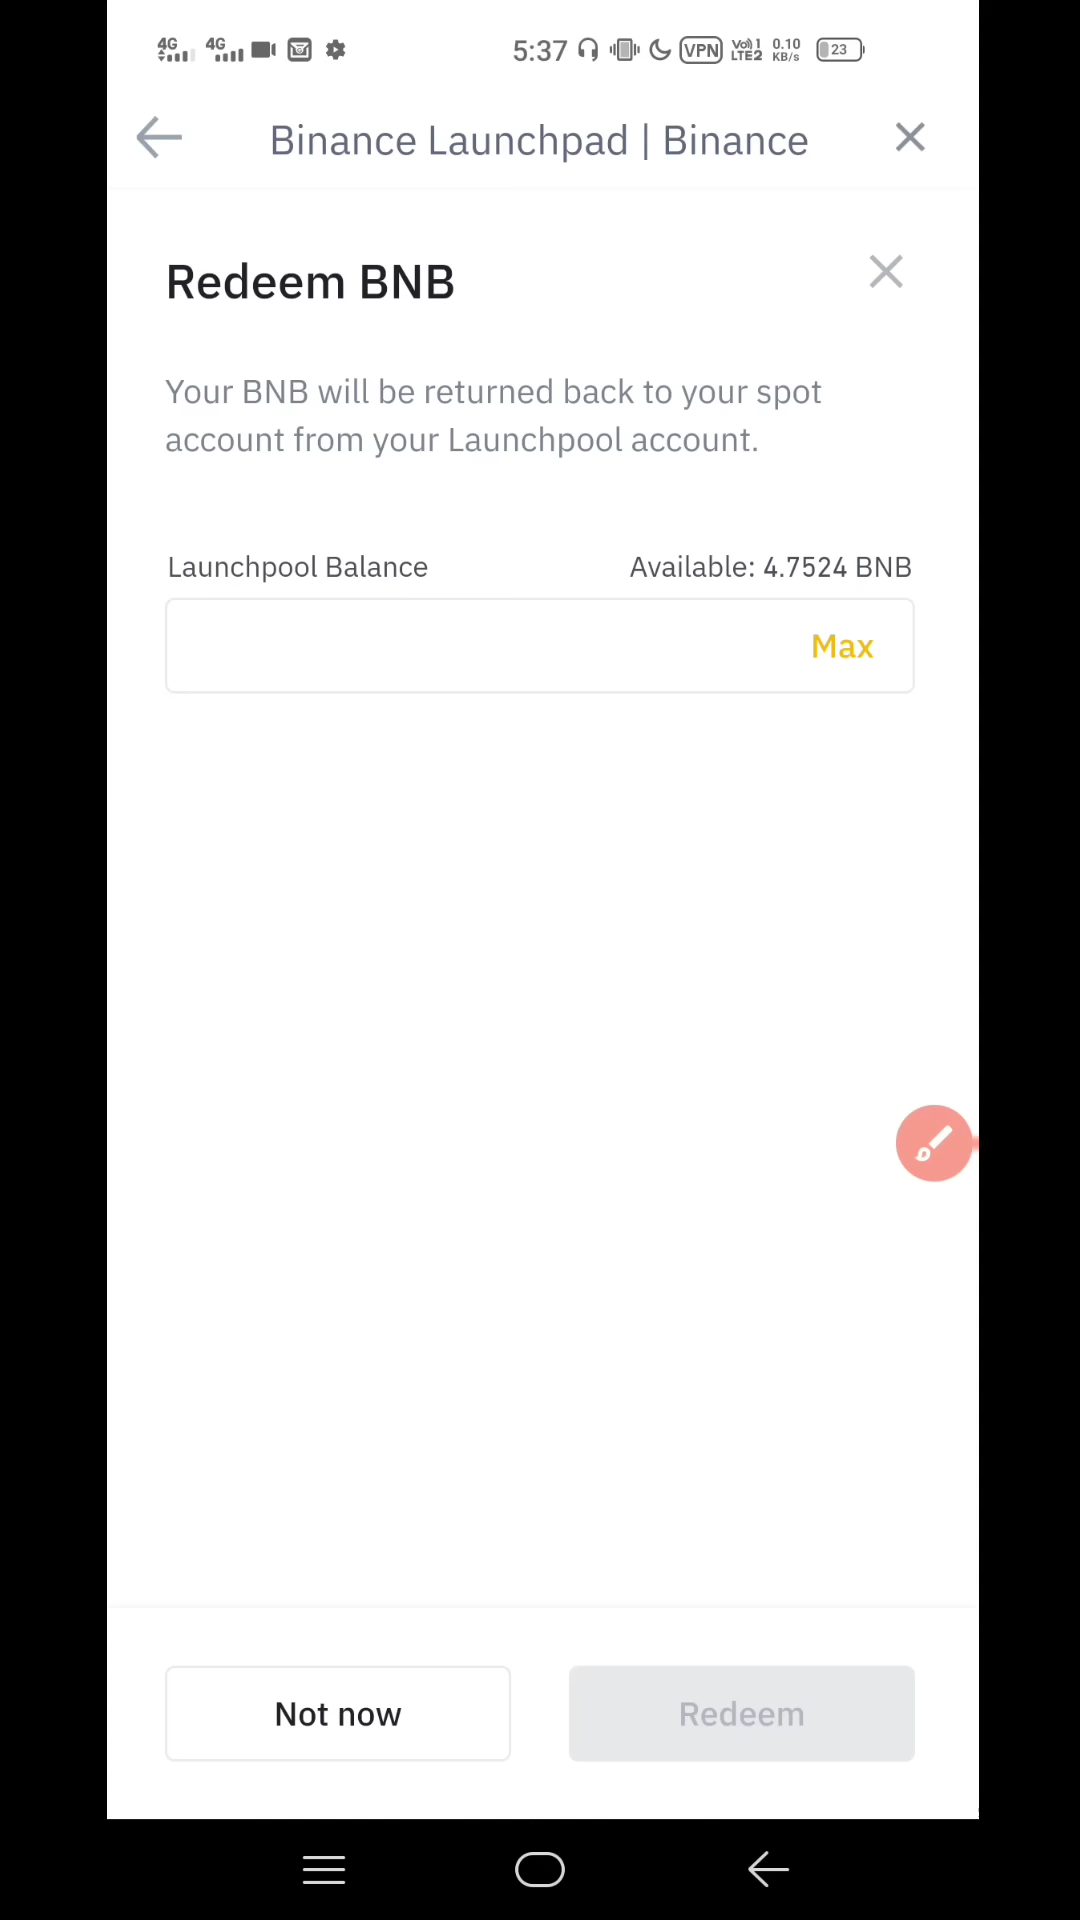 4G 4G 5:37 VPN Vo) 1 LTE2 0.10 KB/s 23
Binance Launchpad | Binance
Redeem BNB
Your BNB will be returned back to your spot
account from your Launchpool account.
Launchpool Balance Available: 4.7524 BNB
Max
Not now Redeem